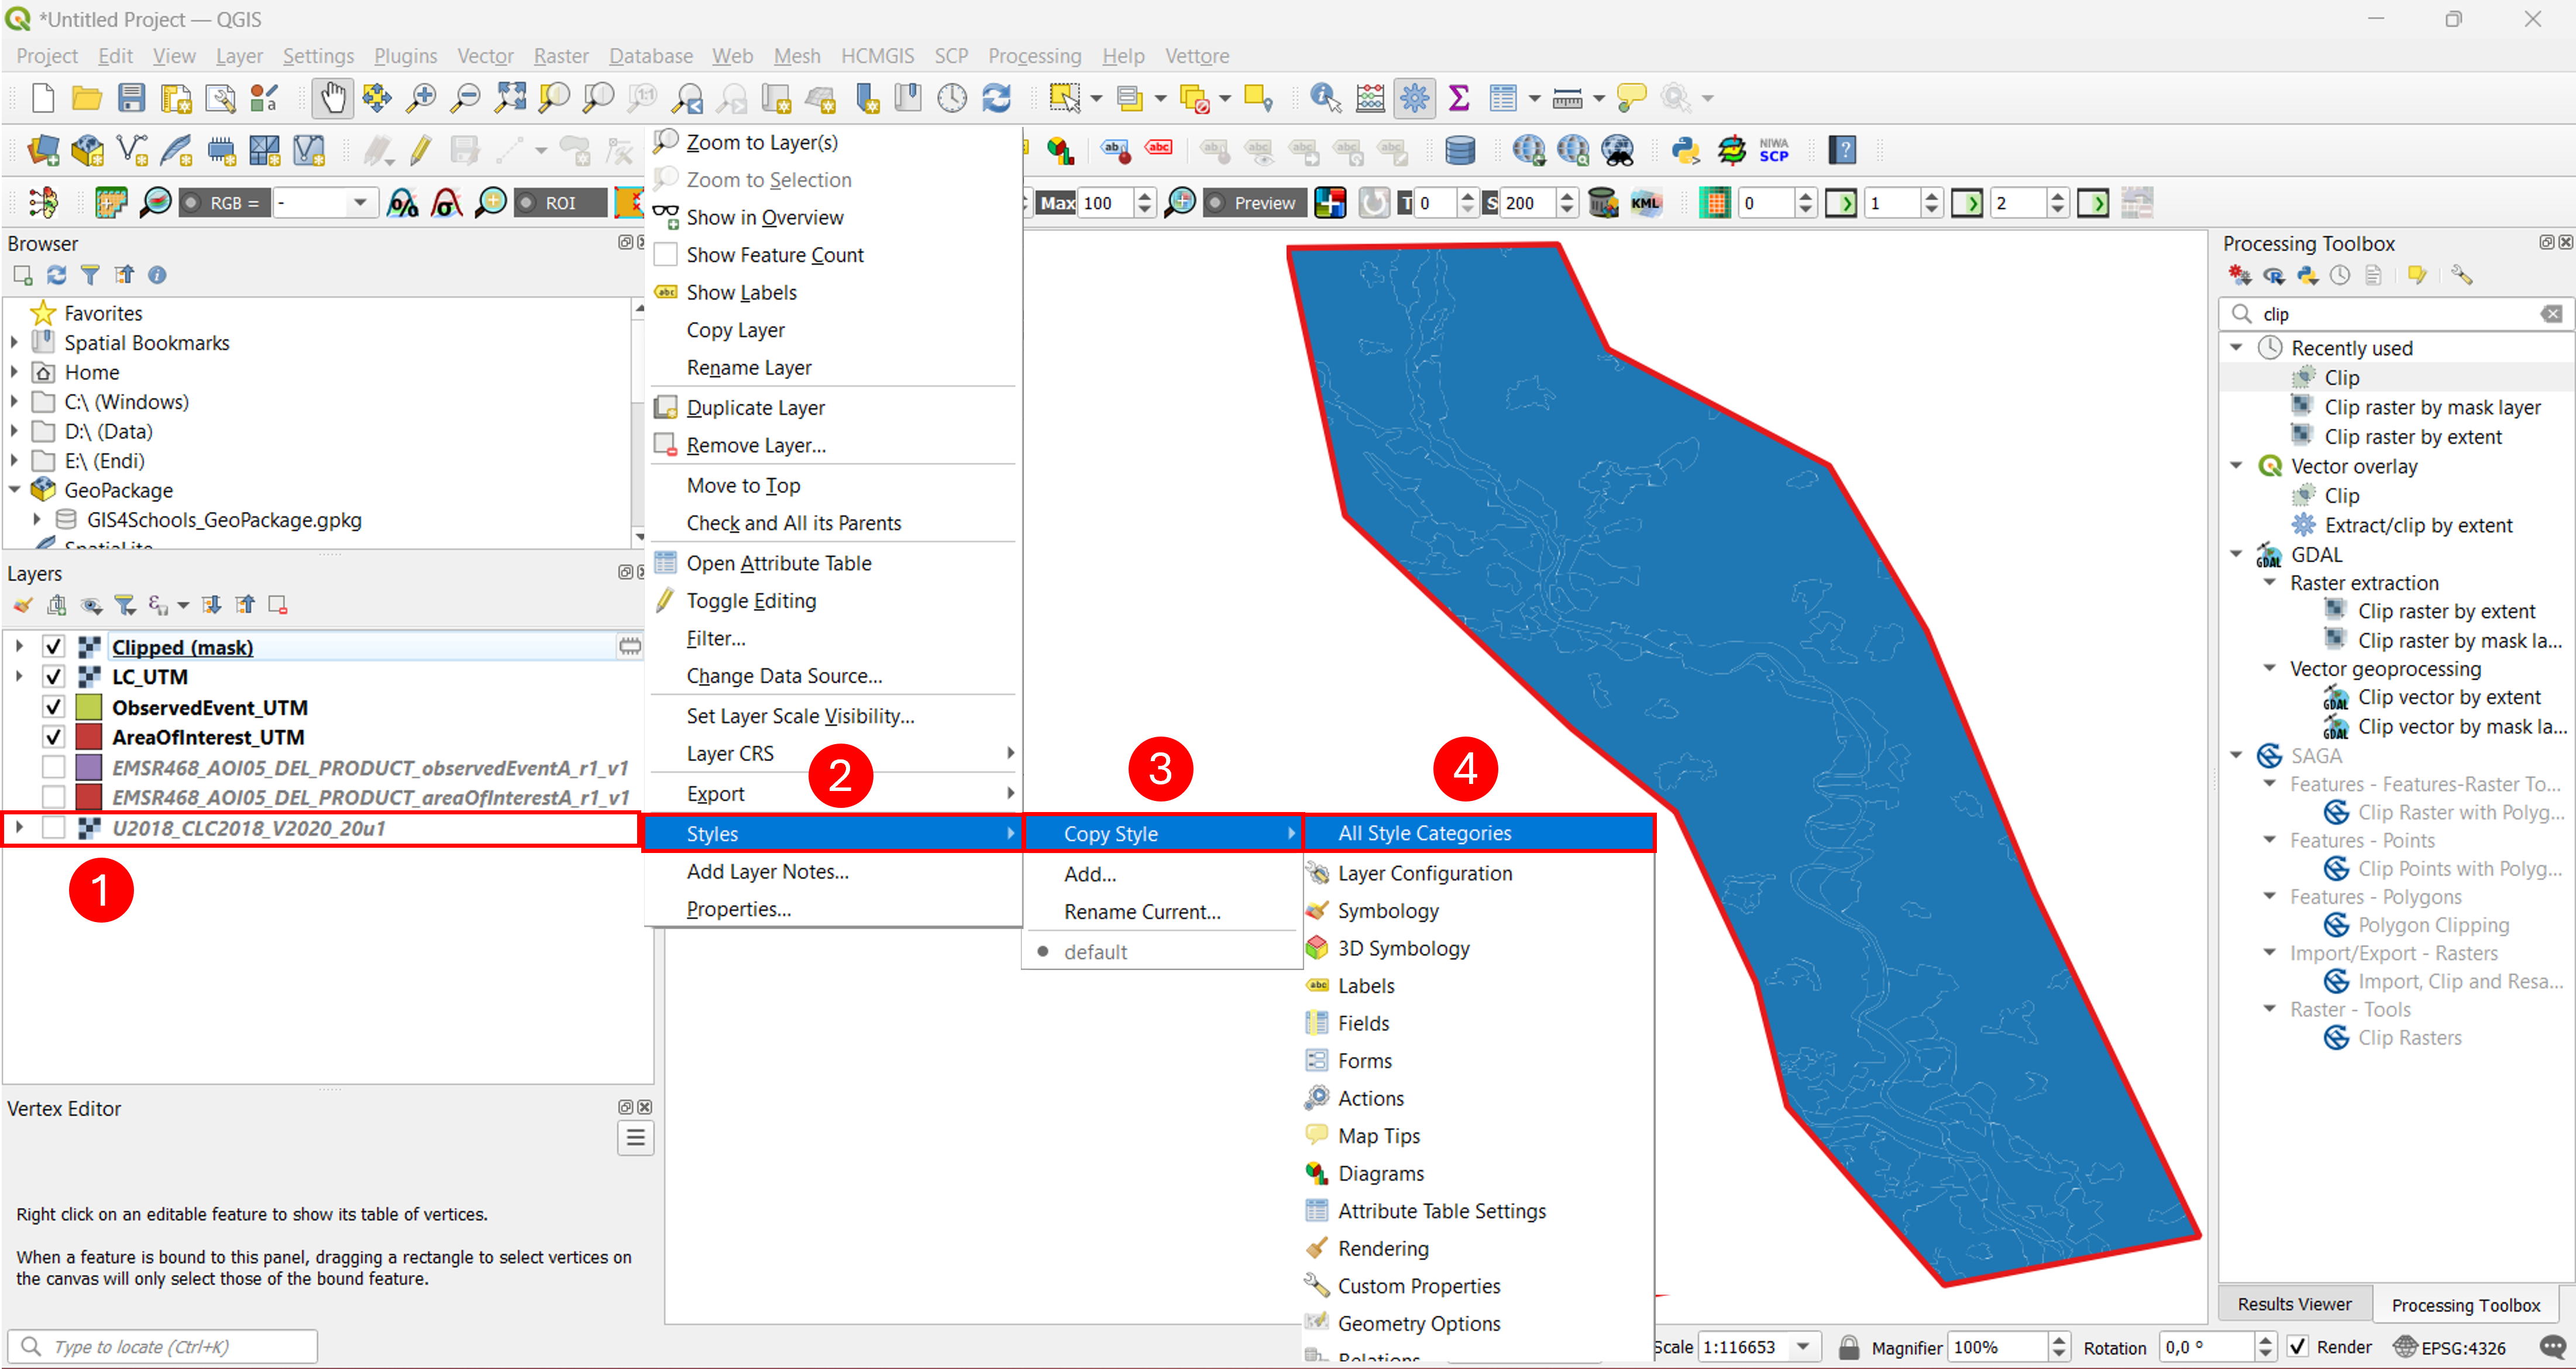 *Untitled Project — QGIS
Project Edit View Layer Settings Plugins Vector Raster Database Web Mesh HCMGIS SCP Processing Help Vettore
NIWA
SCP
RGB = - ROI Max 100 Preview T 0 S 200 KML 0 1 2
Browser
Favorites
Spatial Bookmarks
Home
C:\ (Windows)
D:\ (Data)
E:\ (Endi)
GeoPackage
GIS4Schools_GeoPackage.gpkg
Layers
Clipped (mask)
LC_UTM
ObservedEvent_UTM
AreaOfInterest_UTM
EMSR468_AOI05_DEL_PRODUCT_observedEventA_r1_v1
EMSR468_AOI05_DEL_PRODUCT_areaOfInterestA_r1_v1
U2018_CLC2018_V2020_20u1
1
Vertex Editor
Right click on an editable feature to show its table of vertices.
When a feature is bound to this panel, dragging a rectangle to select vertices on
the canvas will only select those of the bound feature.
Type to locate (Ctrl+K)
Zoom to Layer(s)
Zoom to Selection
Show in Overview
Show Feature Count
Show Labels
Copy Layer
Rename Layer
Duplicate Layer
Remove Layer...
Move to Top
Check and All its Parents
Open Attribute Table
Toggle Editing
Filter...
Change Data Source...
Set Layer Scale Visibility...
Layer CRS
Export
Styles
Add Layer Notes...
Properties...
2
3
Copy Style
Add...
Rename Current...
default
4
All Style Categories
Layer Configuration
Symbology
3D Symbology
Labels
Fields
Forms
Actions
Map Tips
Diagrams
Attribute Table Settings
Rendering
Custom Properties
Geometry Options
Processing Toolbox
clip
Recently used
Clip
Clip raster by mask layer
Clip raster by extent
Vector overlay
Clip
Extract/clip by extent
GDAL
Raster extraction
Clip raster by extent
Clip raster by mask la...
Vector geoprocessing
Clip vector by extent
Clip vector by mask la...
SAGA
Features - Features-Raster To...
Clip Raster with Polyg...
Features - Points
Clip Points with Polyg...
Features - Polygons
Polygon Clipping
Import/Export - Rasters
Import, Clip and Resa...
Raster - Tools
Clip Rasters
Results Viewer Processing Toolbox
Scale 1:116653 Magnifier 100% Rotation 0,0 ° Render EPSG:4326